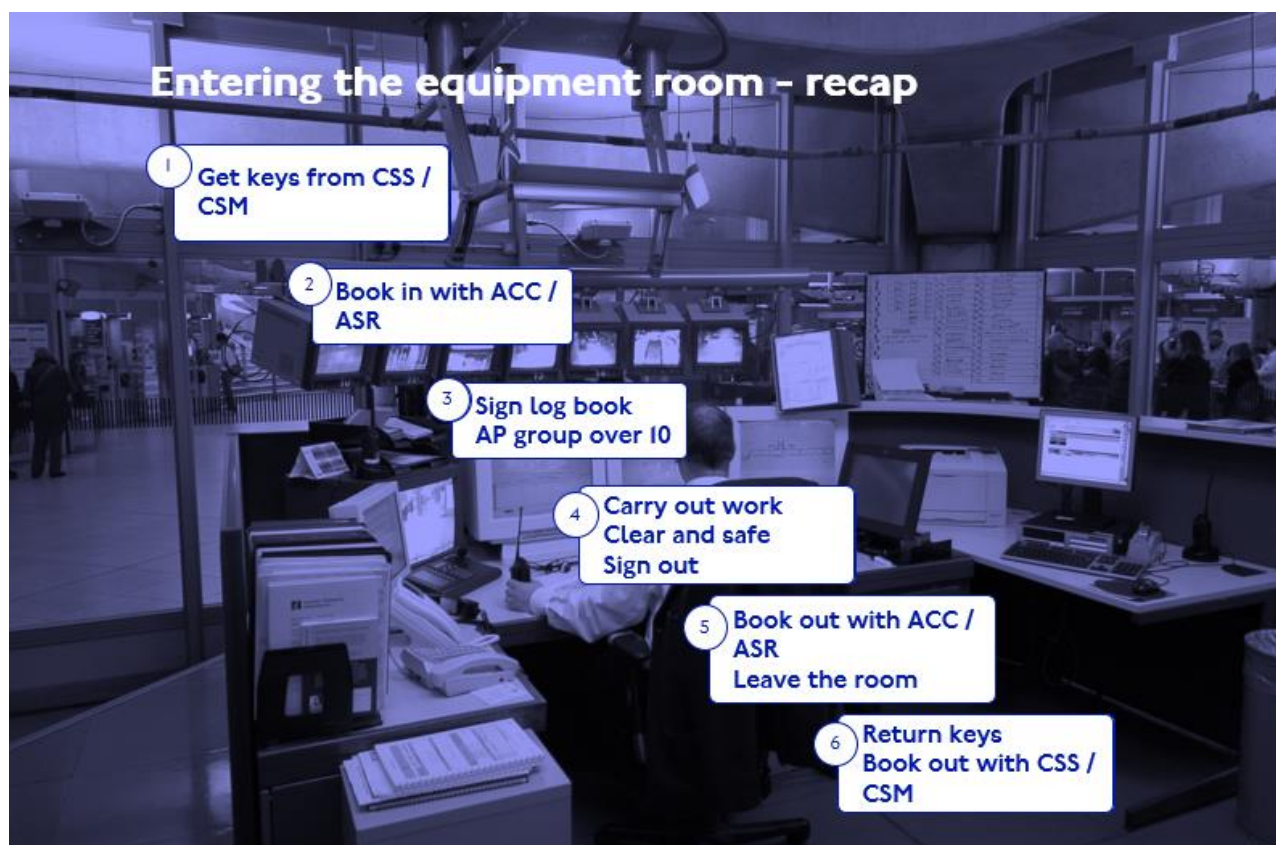 Entering the equipment room - recap
1
Get keys from CSS /
CSM
2
Book in with ACC /
ASR
3
Sign log book
AP group over 10
4
Carry out work
Clear and safe
Sign out
5
Book out with ACC /
ASR
Leave the room
6
Return keys
Book out with CSS /
CSM